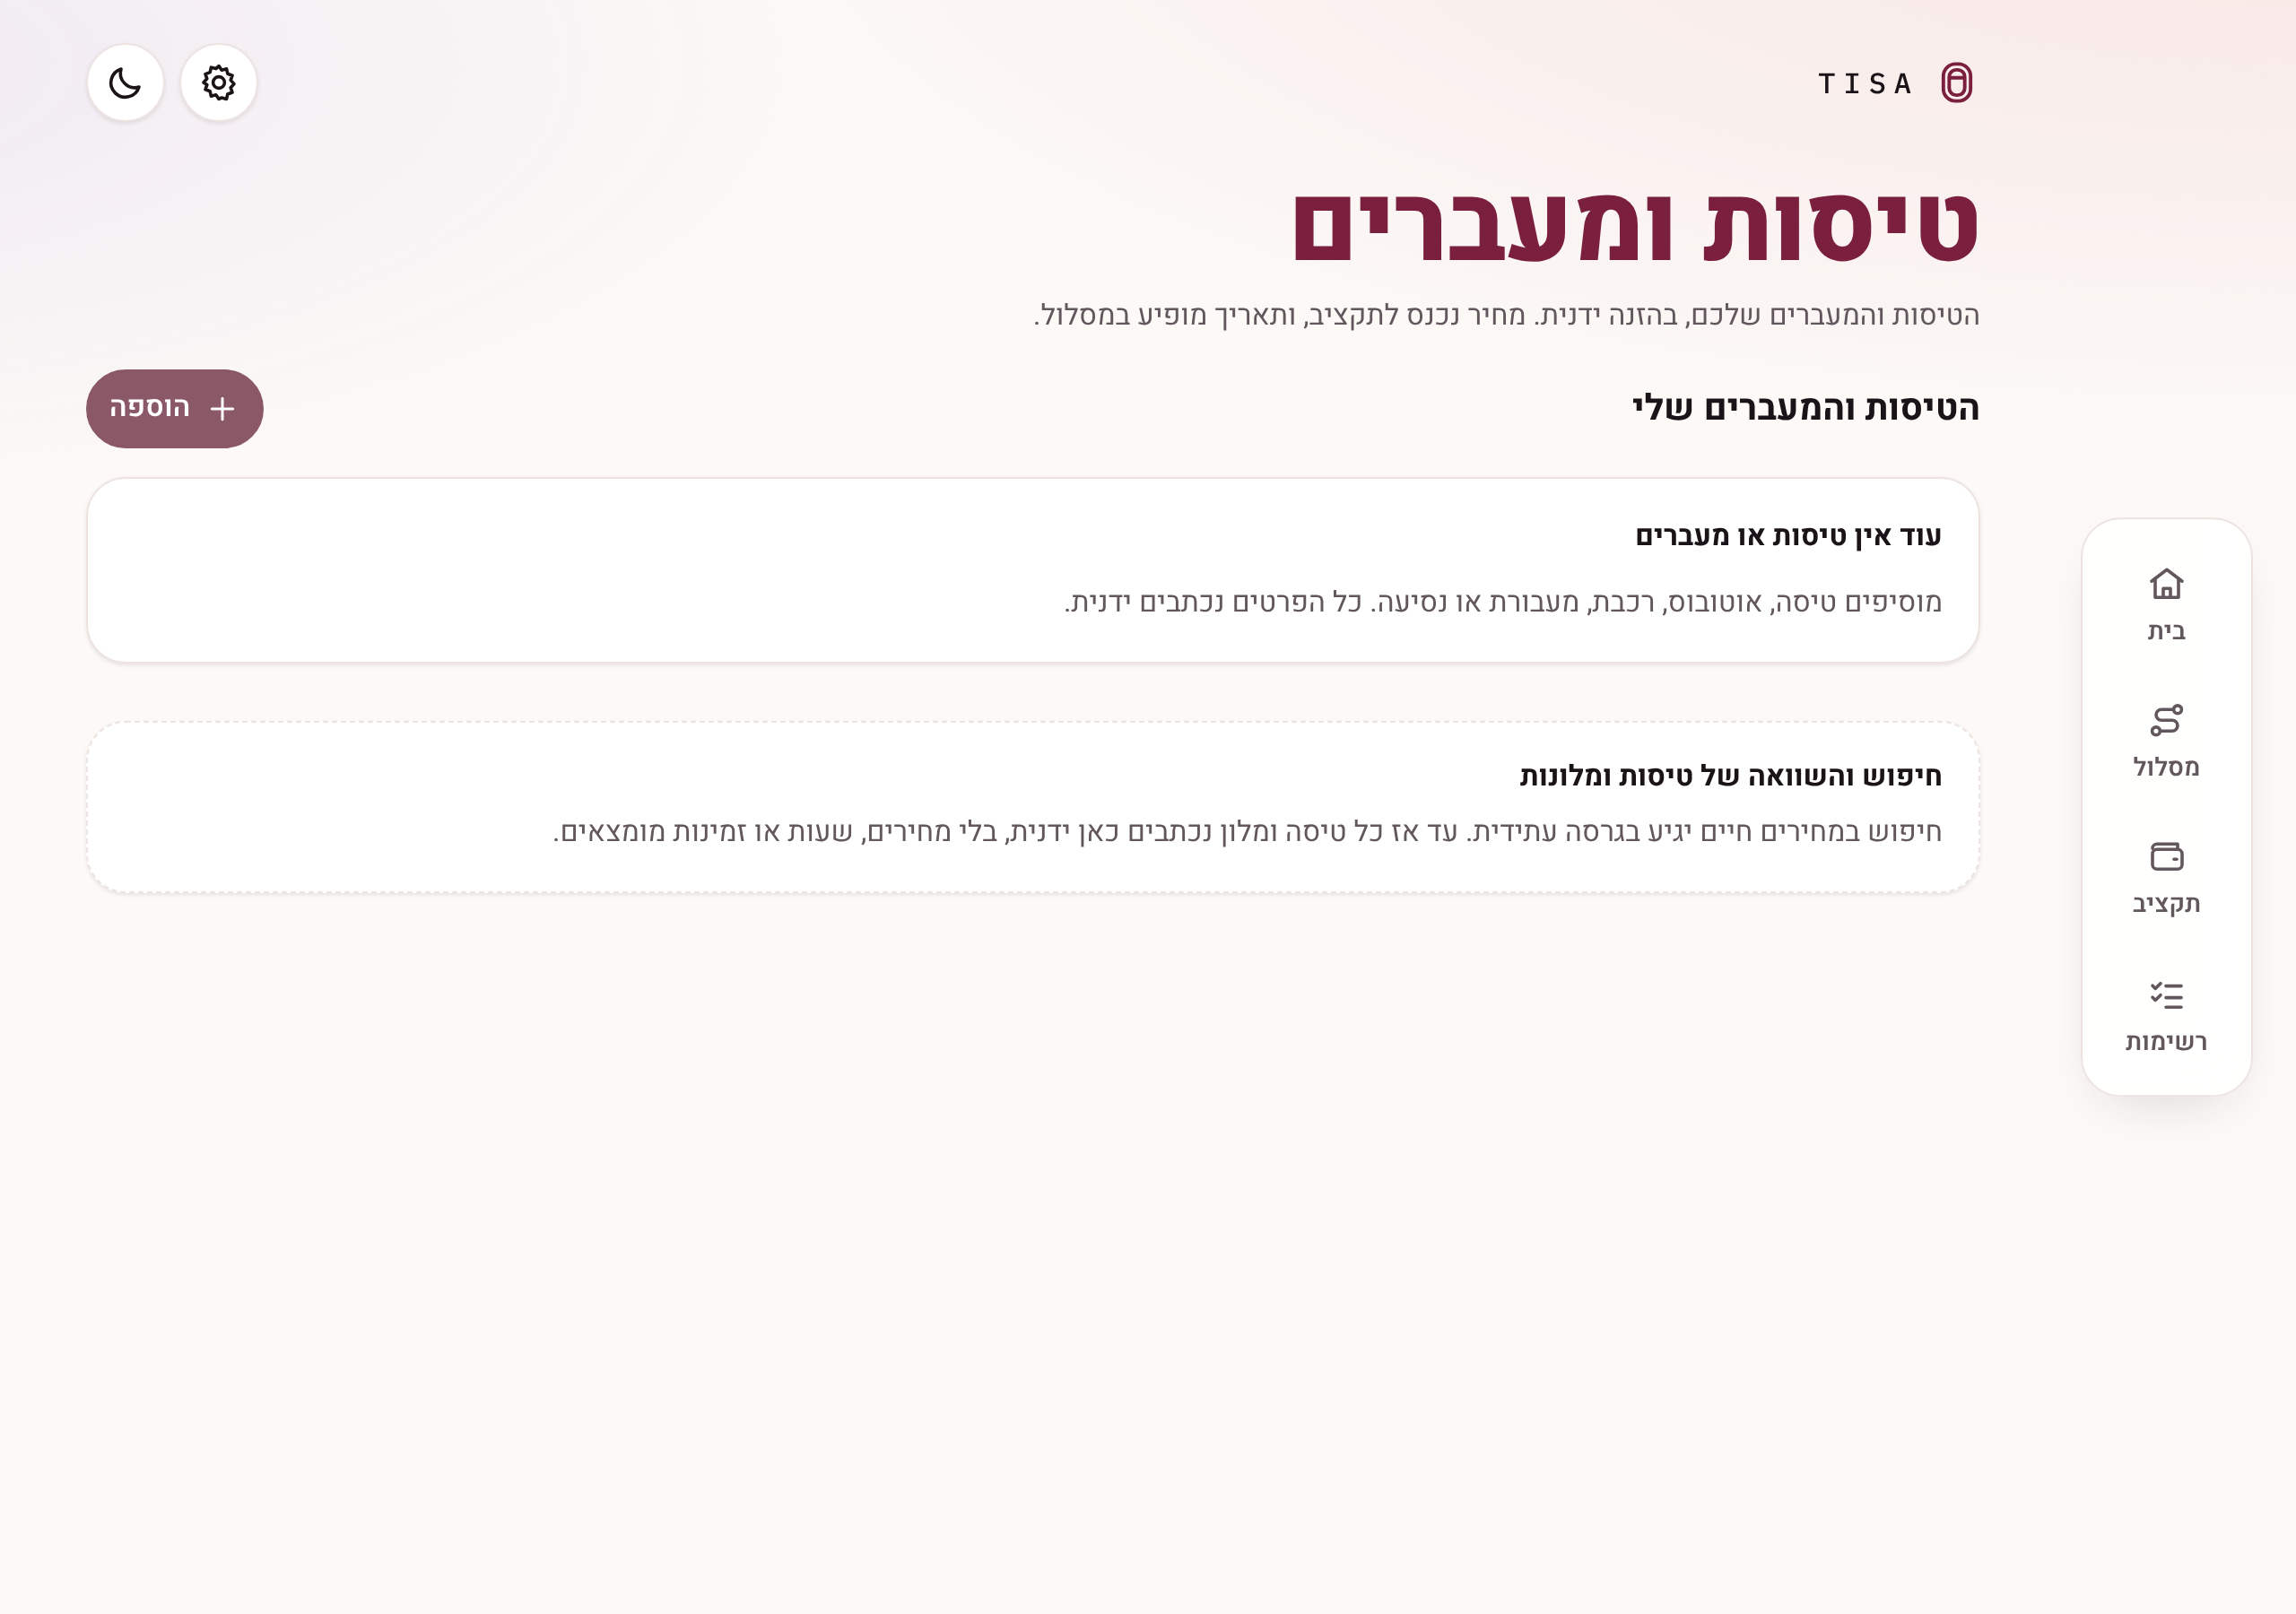 TISA
טיסות ומעברים
הטיסות והמעברים שלכם, בהזנה ידנית. מחיר נכנס לתקציב, ותאריך מופיע במסלול.
הטיסות והמעברים שלי
הוספה
עוד אין טיסות או מעברים
מוסיפים טיסה, אוטובוס, רכבת, מעבורת או נסיעה. כל הפרטים נכתבים ידנית.
חיפוש והשוואה של טיסות ומלונות
חיפוש במחירים חיים יגיע בגרסה עתידית. עד אז כל טיסה ומלון נכתבים כאן ידנית, בלי מחירים, שעות או זמינות מומצאים.
בית
מסלול
תקציב
רשימות